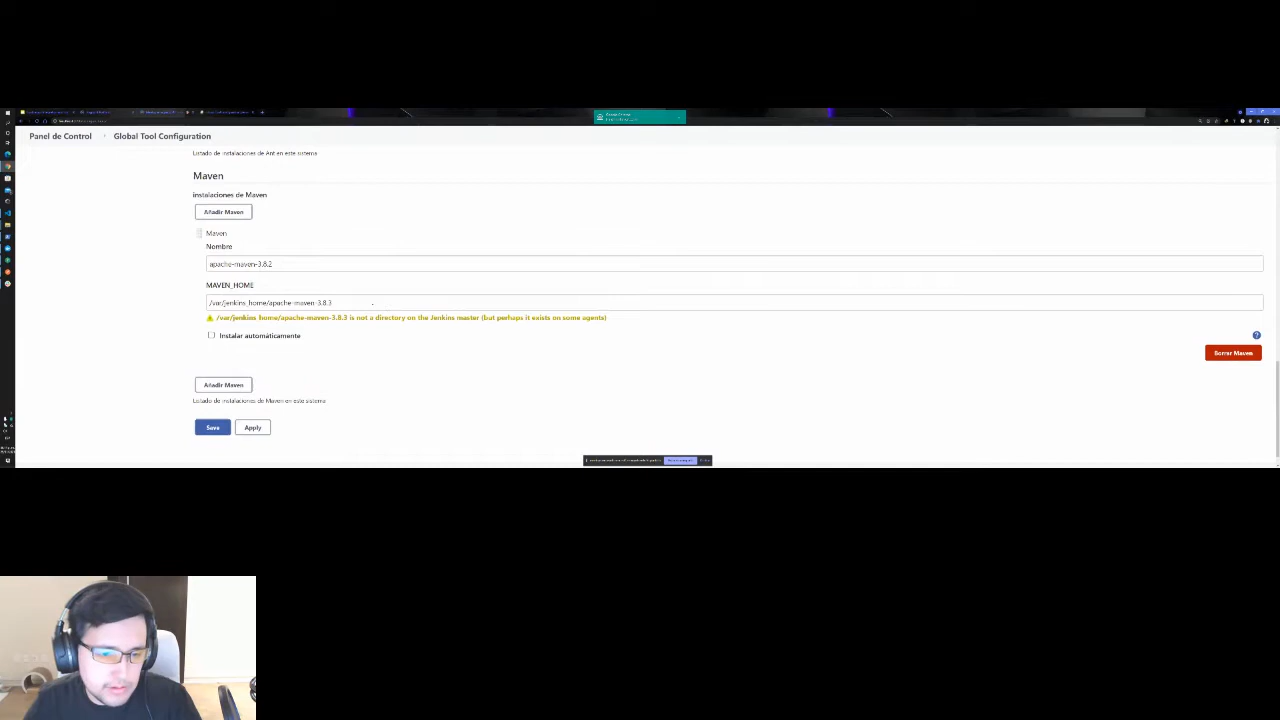 Panel de Control
Global Tool Configuration
Listado de instalaciones de Ant en este sistema
Maven
instalaciones de Maven
Añadir Maven
Maven
Nombre
apache-maven-3.8.2
MAVEN_HOME
/var/jenkins_home/apache-maven-3.8.3
/var/jenkins_home/apache-maven-3.8.3 is not a directory on the Jenkins master (but perhaps it exists on some agents)
Instalar automáticamente
?
Borrar Maven
Añadir Maven
Listado de instalaciones de Maven en este sistema
Save
Apply